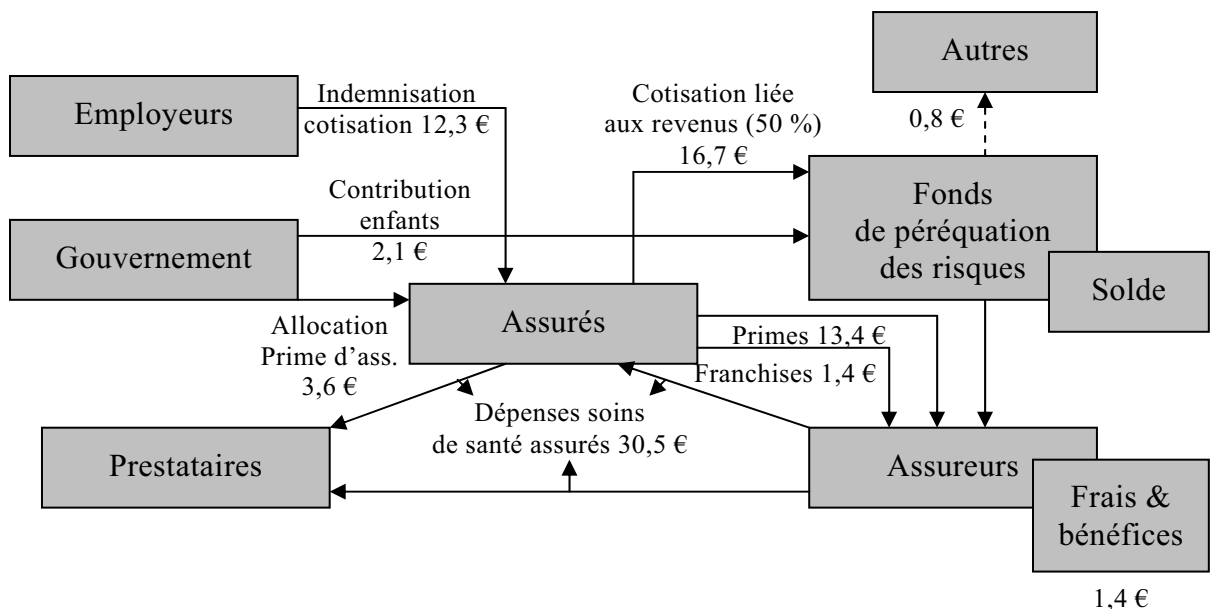 Autres
Employeurs
Indemnisation
cotisation 12,3 €
Cotisation liée
aux revenus (50 %)
16,7 €
0,8 €
Gouvernement
Contribution
enfants
2,1 €
Fonds
de péréquation
des risques
Solde
Allocation
Prime d’ass.
3,6 €
Assurés
Primes 13,4 €
Franchises 1,4 €
Dépenses soins
de santé assurés 30,5 €
Prestataires
Assureurs
Frais &
bénéfices
1,4 €